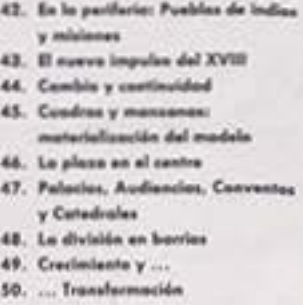 42. En la periferia: Pueblos de indios
y misiones
43. El nuevo impulso del XVIII
44. Cambio y continuidad
45. Cuadras y manzanas:
materialización del modelo
46. La plaza en el centro
47. Palacios, Audiencias, Conventos
y Catedrales
48. La división en barrios
49. Crecimiento y ...
50. ... Transformación